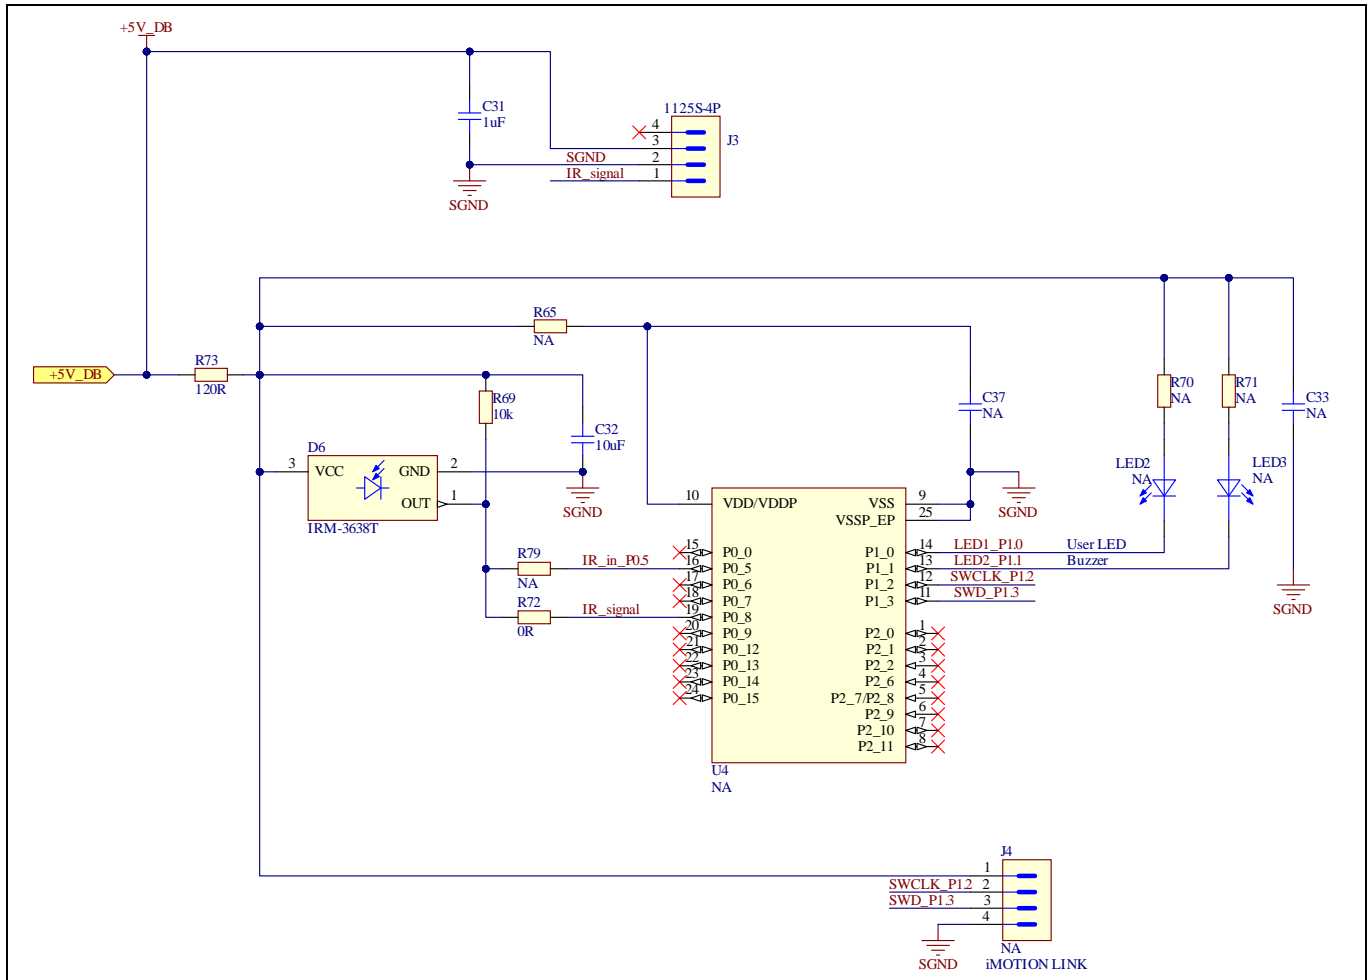 +5V_DB
C31
1uF
1125S-4P
J3
4
3
SGND
2
IR_signal
1
SGND
R65
NA
+5V_DB
R73
120R
R69
10k
C32
10uF
C37
NA
R70
NA
R71
NA
C33
NA
D6
3
VCC
GND
2
OUT
1
IRM-3638T
SGND
LED2
NA
LED3
NA
10
VDD/VDDP
VSS
9
VSSP_EP
25
SGND
15
P0_0
P1_0
14
LED1_P1.0
User LED
R79
NA
IR_in_P0.5
16
P0_5
P1_1
13
LED2_P1.1
Buzzer
17
P0_6
P1_2
12
SWCLK_P1.2
18
P0_7
P1_3
11
SWD_P1.3
SGND
R72
0R
IR_signal
19
P0_8
20
P0_9
P2_0
1
21
P0_12
P2_1
2
22
P0_13
P2_2
3
23
P0_14
P2_6
4
24
P0_15
P2_7/P2_8
5
P2_9
6
P2_10
7
P2_11
8
U4
NA
J4
1
SWCLK_P1.2
2
SWD_P1.3
3
4
SGND
NA
iMOTION LINK